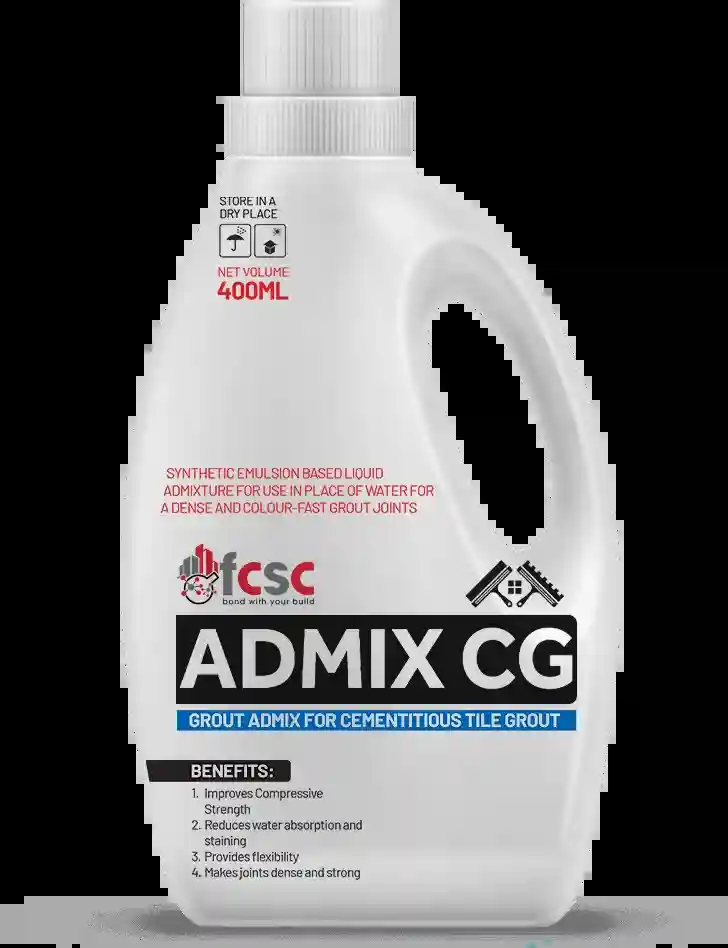 STORE IN A
DRY PLACE
NET VOLUME
400ML
SYNTHETIC EMULSION BASED LIQUID
ADMIXTURE FOR USE IN PLACE OF WATER FOR
A DENSE AND COLOUR-FAST GROUT JOINTS
fcsc
bond with your build
ADMIX CG
GROUT ADMIX FOR CEMENTITIOUS TILE GROUT
BENEFITS:
1. Improves Compressive
Strength
2. Reduces water absorption and
staining
3. Provides flexibility
4. Makes joints dense and strong